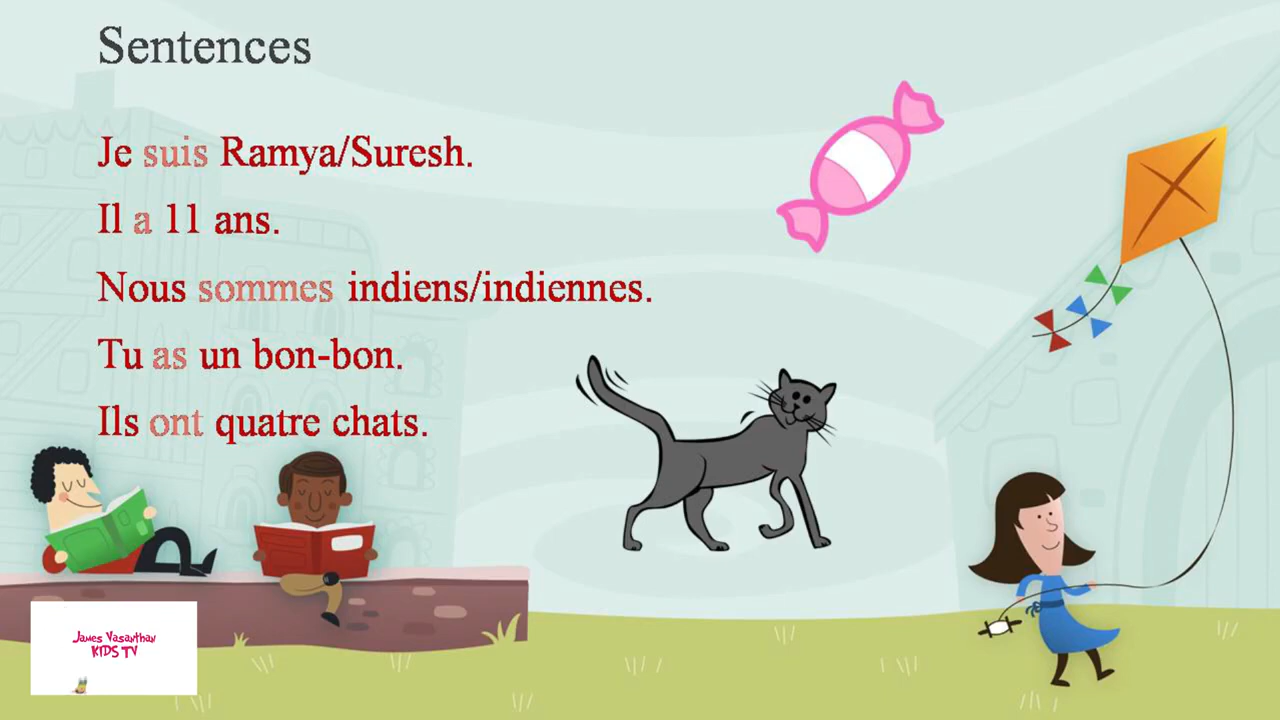 Sentences
Je suis Ramya/Suresh.
Il a 11 ans.
Nous sommes indiens/indiennes.
Tu as un bon-bon.
Ils ont quatre chats.
James Vasanthan
KIDS TV